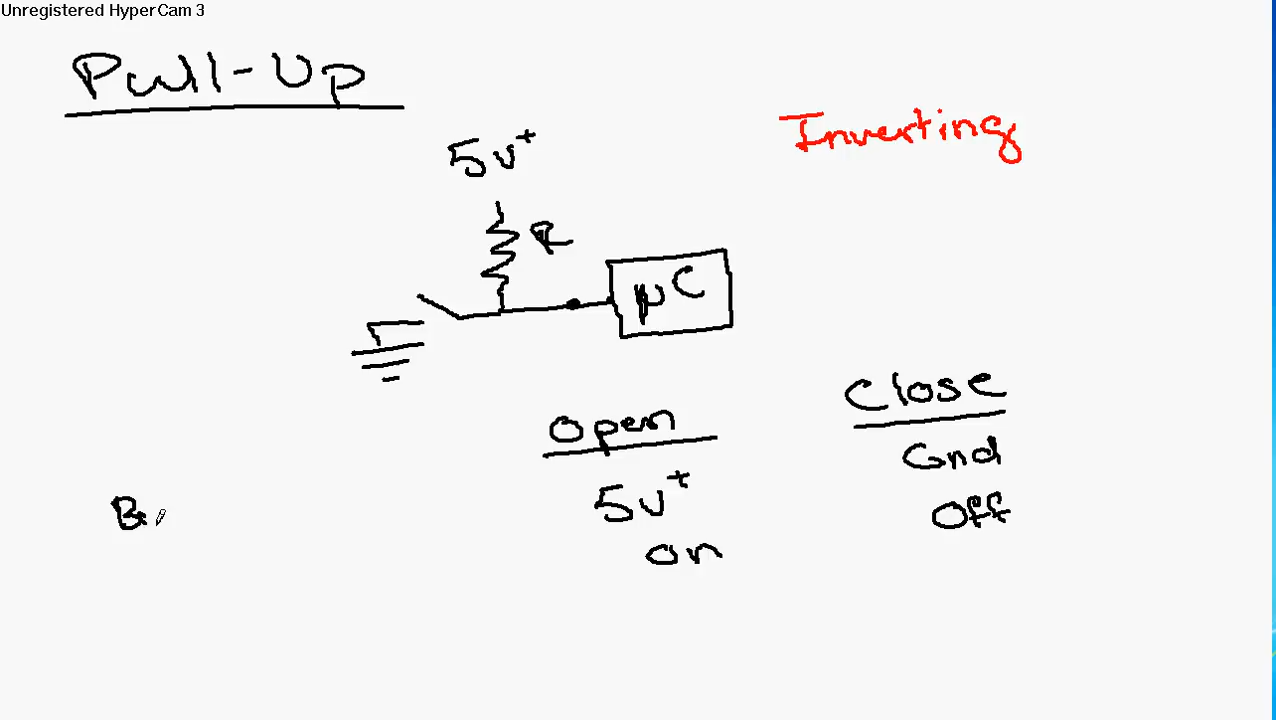 Unregistered HyperCam 3
Pull-Up
Inverting
5v+
R
μC
Open
Close
5v+
Gnd
on
Off